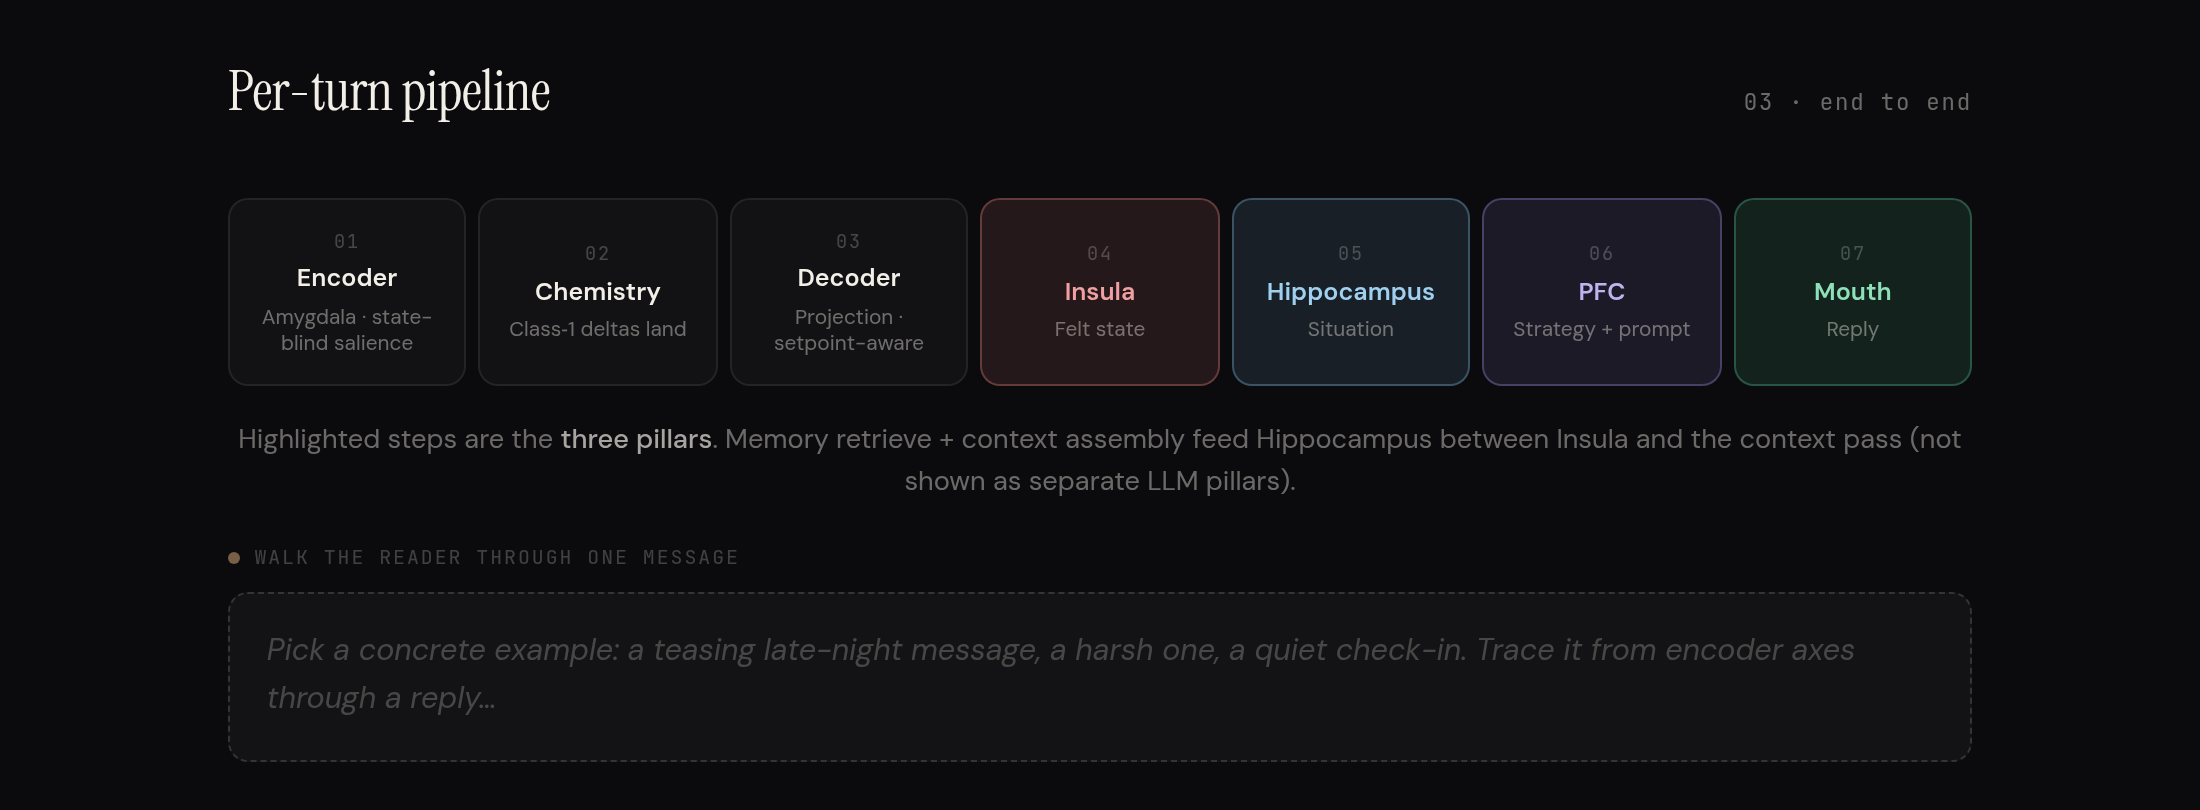 Per-turn pipeline
03 · end to end
01
Encoder
Amygdala · state-
blind salience
02
Chemistry
Class-1 deltas land
03
Decoder
Projection ·
setpoint-aware
04
Insula
Felt state
05
Hippocampus
Situation
06
PFC
Strategy + prompt
07
Mouth
Reply
Highlighted steps are the three pillars. Memory retrieve + context assembly feed Hippocampus between Insula and the context pass (not
shown as separate LLM pillars).
WALK THE READER THROUGH ONE MESSAGE
Pick a concrete example: a teasing late-night message, a harsh one, a quiet check-in. Trace it from encoder axes
through a reply…